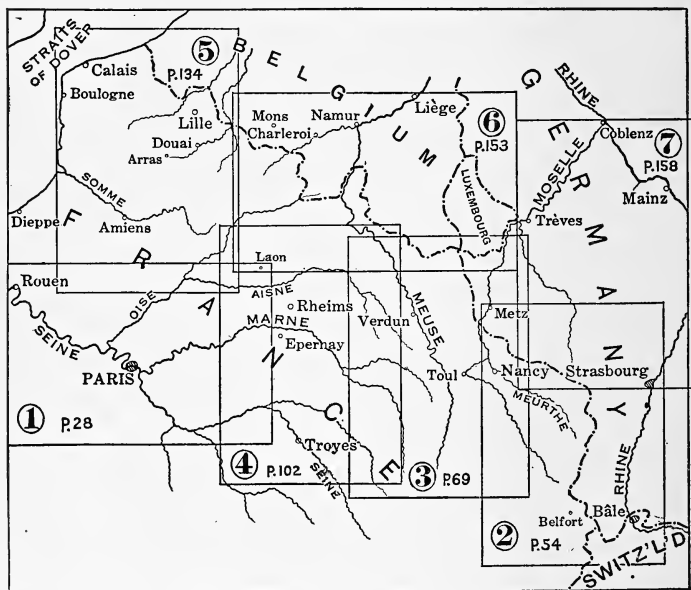 STRAITS
OF DOVER
Calais
Boulogne
5
P.134
BELGIUM
Lille
Douai
Arras
Mons
Charleroi
Namur
Liège
6
P.153
GERMANY
RHINE
Coblenz
7
P.158
MOSELLE
Mainz
LUXEMBOURG
Trèves
SOMME
Dieppe
Amiens
FRANCE
Rouen
OISE
Laon
AISNE
Rheims
MARNE
Epernay
Verdun
MEUSE
Metz
SEINE
PARIS
Toul
Nancy
Strasbourg
MEURTHE
1
P.28
Troyes
SEINE
4
P.102
3
P.69
RHINE
Belfort
Bâle
2
P.54
SWITZ'L'D